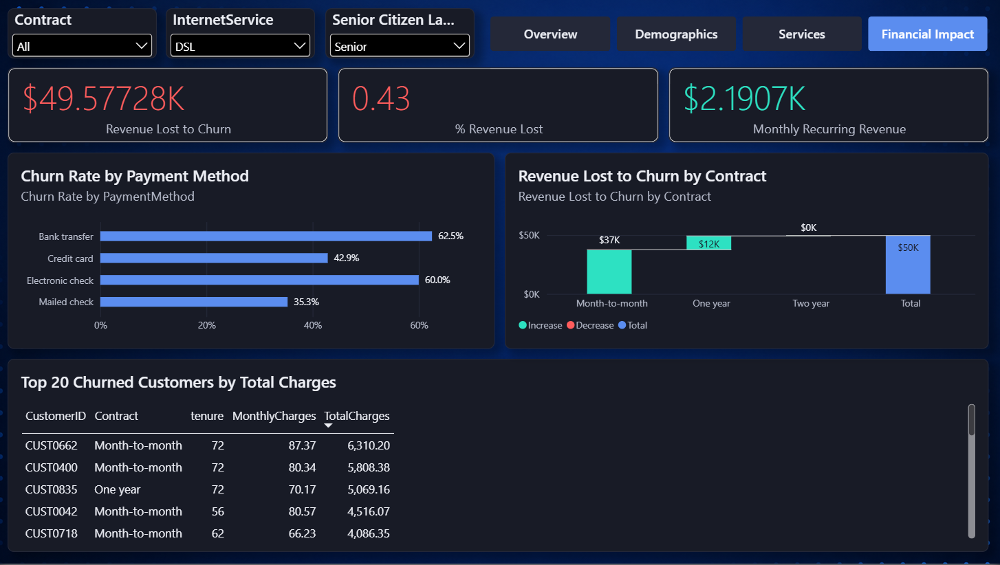 Contract
All
InternetService
DSL
Senior Citizen La...
Senior
Overview
Demographics
Services
Financial Impact
$49.57728K
Revenue Lost to Churn
0.43
% Revenue Lost
$2.1907K
Monthly Recurring Revenue
Churn Rate by Payment Method
Churn Rate by PaymentMethod
Bank transfer 62.5%
Credit card 42.9%
Electronic check 60.0%
Mailed check 35.3%
0% 20% 40% 60%
Revenue Lost to Churn by Contract
Revenue Lost to Churn by Contract
$0K
$50K $37K $12K $50K
$0K
Month-to-month One year Two year Total
Increase Decrease Total
Top 20 Churned Customers by Total Charges
CustomerID Contract tenure MonthlyCharges TotalCharges
CUST0662 Month-to-month 72 87.37 6,310.20
CUST0400 Month-to-month 72 80.34 5,808.38
CUST0835 One year 72 70.17 5,069.16
CUST0042 Month-to-month 56 80.57 4,516.07
CUST0718 Month-to-month 62 66.23 4,086.35